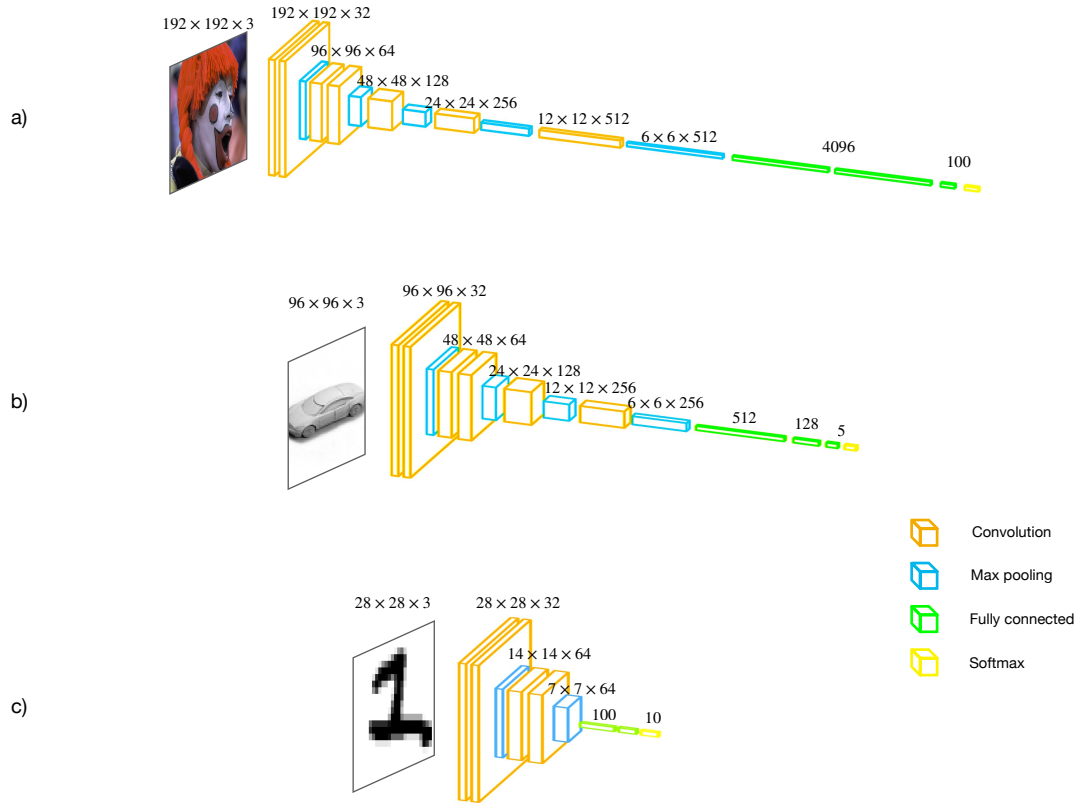 a)
192 × 192 × 3
192 × 192 × 32
96 × 96 × 64
48 × 48 × 128
24 × 24 × 256
12 × 12 × 512
6 × 6 × 512
4096
100
b)
96 × 96 × 3
96 × 96 × 32
48 × 48 × 64
24 × 24 × 128
12 × 12 × 256
6 × 6 × 256
512
128
5
Convolution
Max pooling
Fully connected
Softmax
c)
28 × 28 × 3
28 × 28 × 32
14 × 14 × 64
7 × 7 × 64
100
10
1